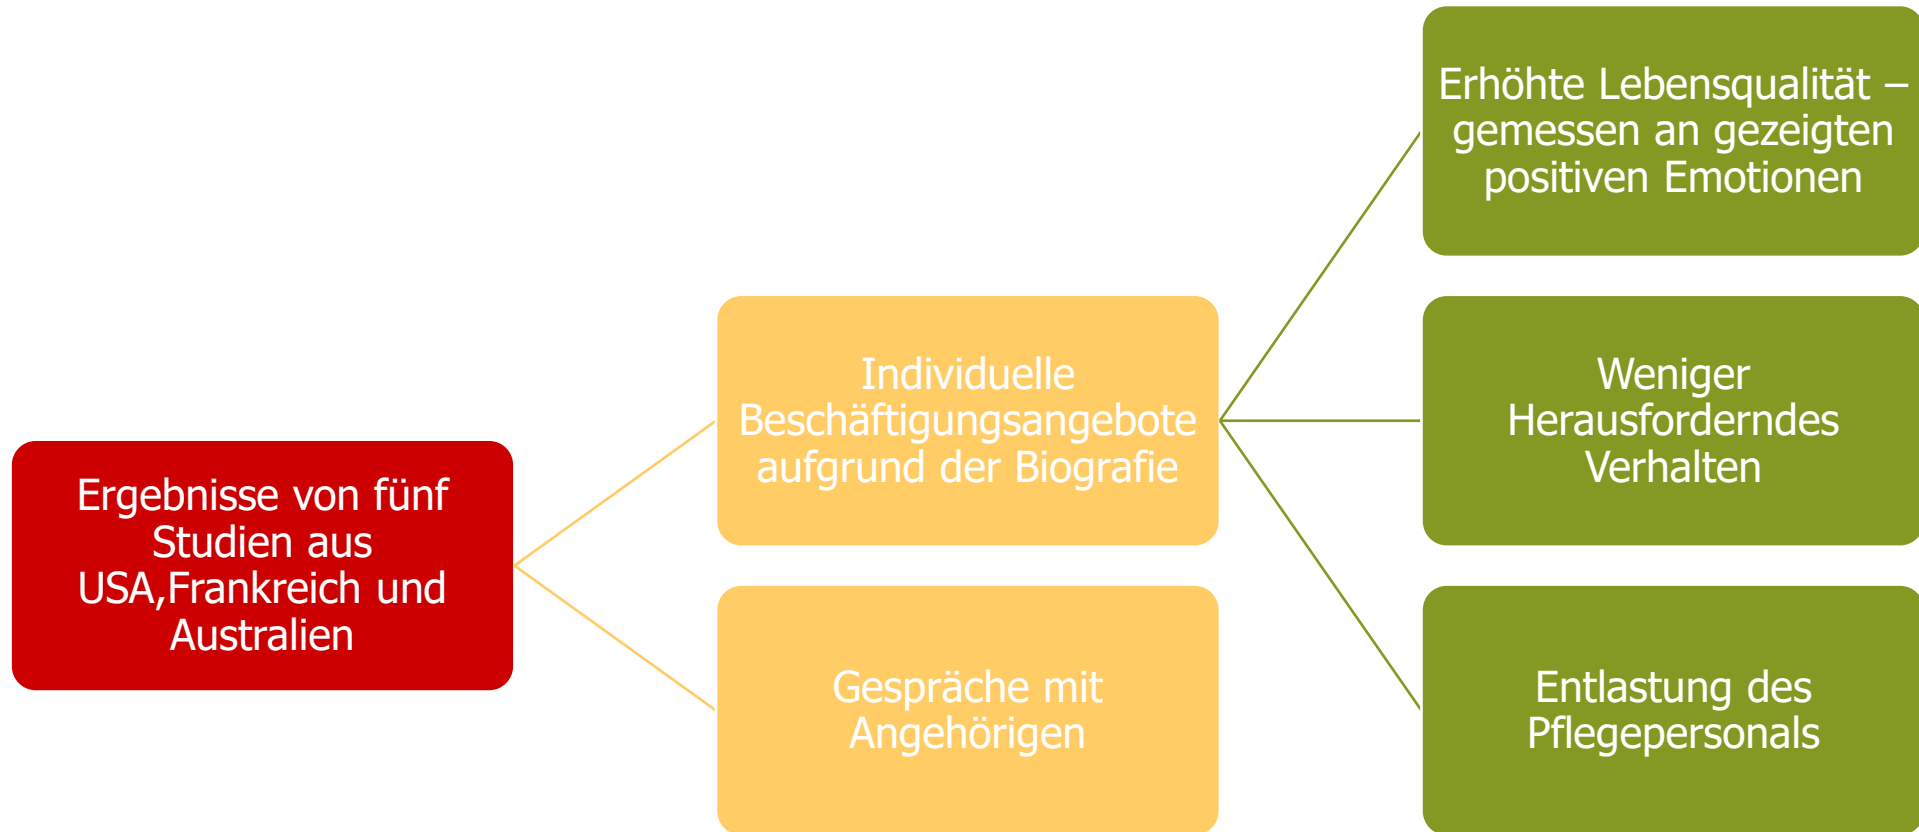 Ergebnisse von fünf
Studien aus
USA,Frankreich und
Australien
Individuelle
Beschäftigungsangebote
aufgrund der Biografie
Gespräche mit
Angehörigen
Erhöhte Lebensqualität –
gemessen an gezeigten
positiven Emotionen
Weniger
Herausforderndes
Verhalten
Entlastung des
Pflegepersonals